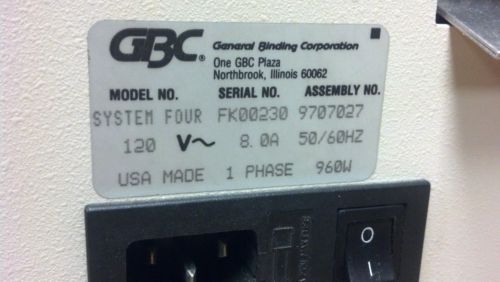 GBC® General Binding Corporation
One GBC Plaza
Northbrook, Illinois 60062
MODEL NO. SERIAL NO. ASSEMBLY NO.
SYSTEM FOUR FK00230 9707027
120 V~ 8.0A 50/60HZ
USA MADE 1 PHASE 960W
O
I